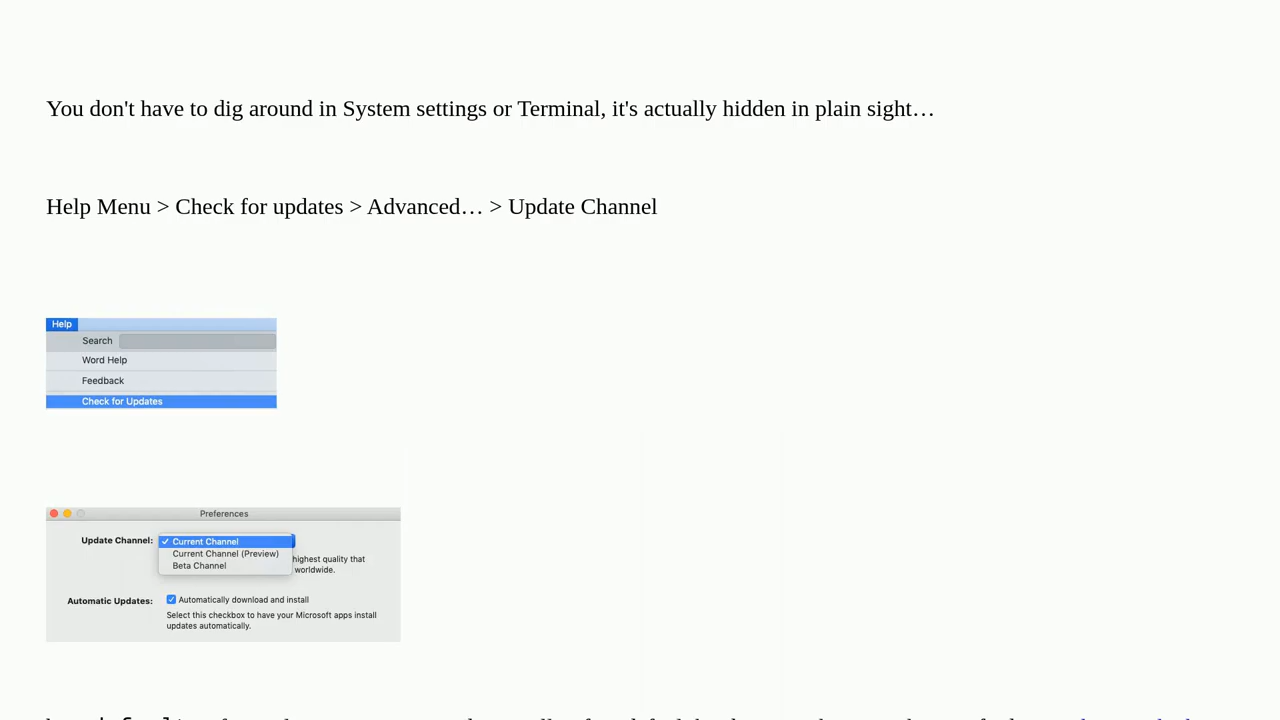 You don't have to dig around in System settings or Terminal, it's actually hidden in plain sight…
Help Menu > Check for updates > Advanced… > Update Channel
Help
Search
Word Help
Feedback
Check for Updates
Preferences
Update Channel:
✓ Current Channel
Current Channel (Preview)
Beta Channel
highest quality that
worldwide.
Automatic Updates:
Automatically download and install
Select this checkbox to have your Microsoft apps install
updates automatically.